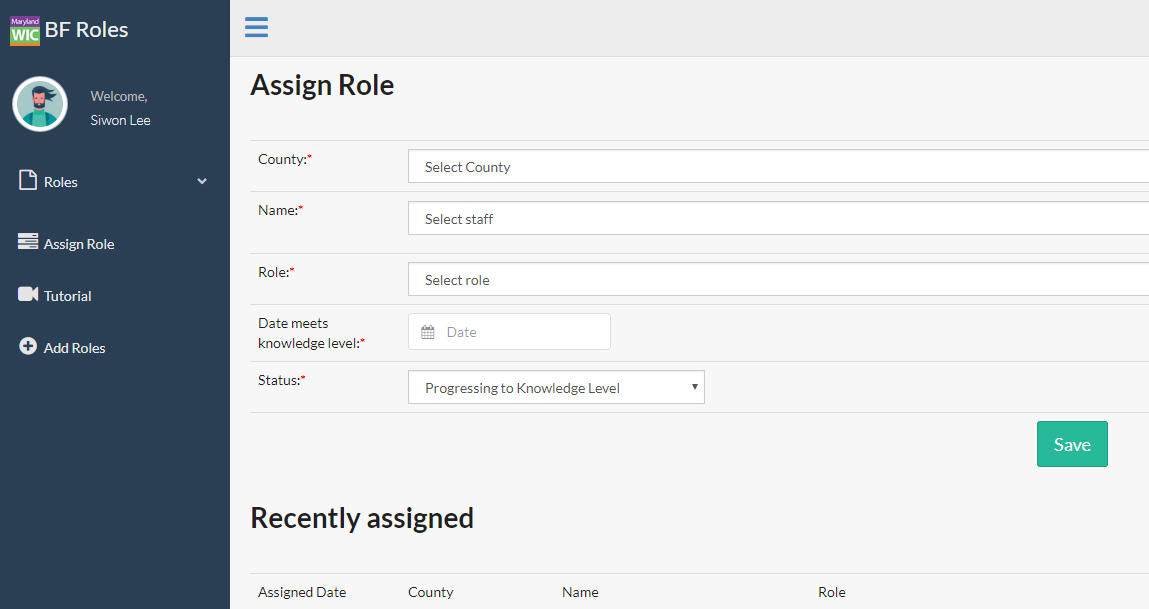 Maryland
WIC
BF Roles
Welcome,
Siwon Lee
Roles
Assign Role
Tutorial
Add Roles
Assign Role
County:*
Select County
Name:*
Select staff
Role:*
Select role
Date meets
knowledge level:*
Date
Status:*
Progressing to Knowledge Level
Save
Recently assigned
Assigned Date County Name Role